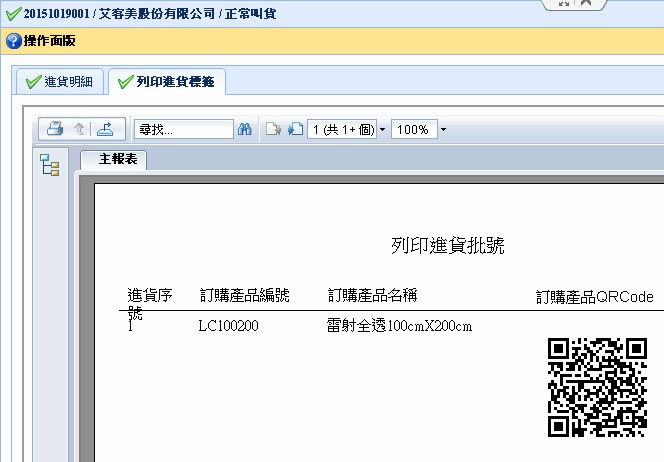 20151019001 / 艾客美股份有限公司 / 正常叫貨
操作面版
進貨明細
列印進貨標籤
尋找...
1 (共 1+ 個)
100%
主報表
列印進貨批號
進貨序號
訂購產品編號
訂購產品名稱
訂購產品QRCode
1
LC100200
雷射全透100cmX200cm